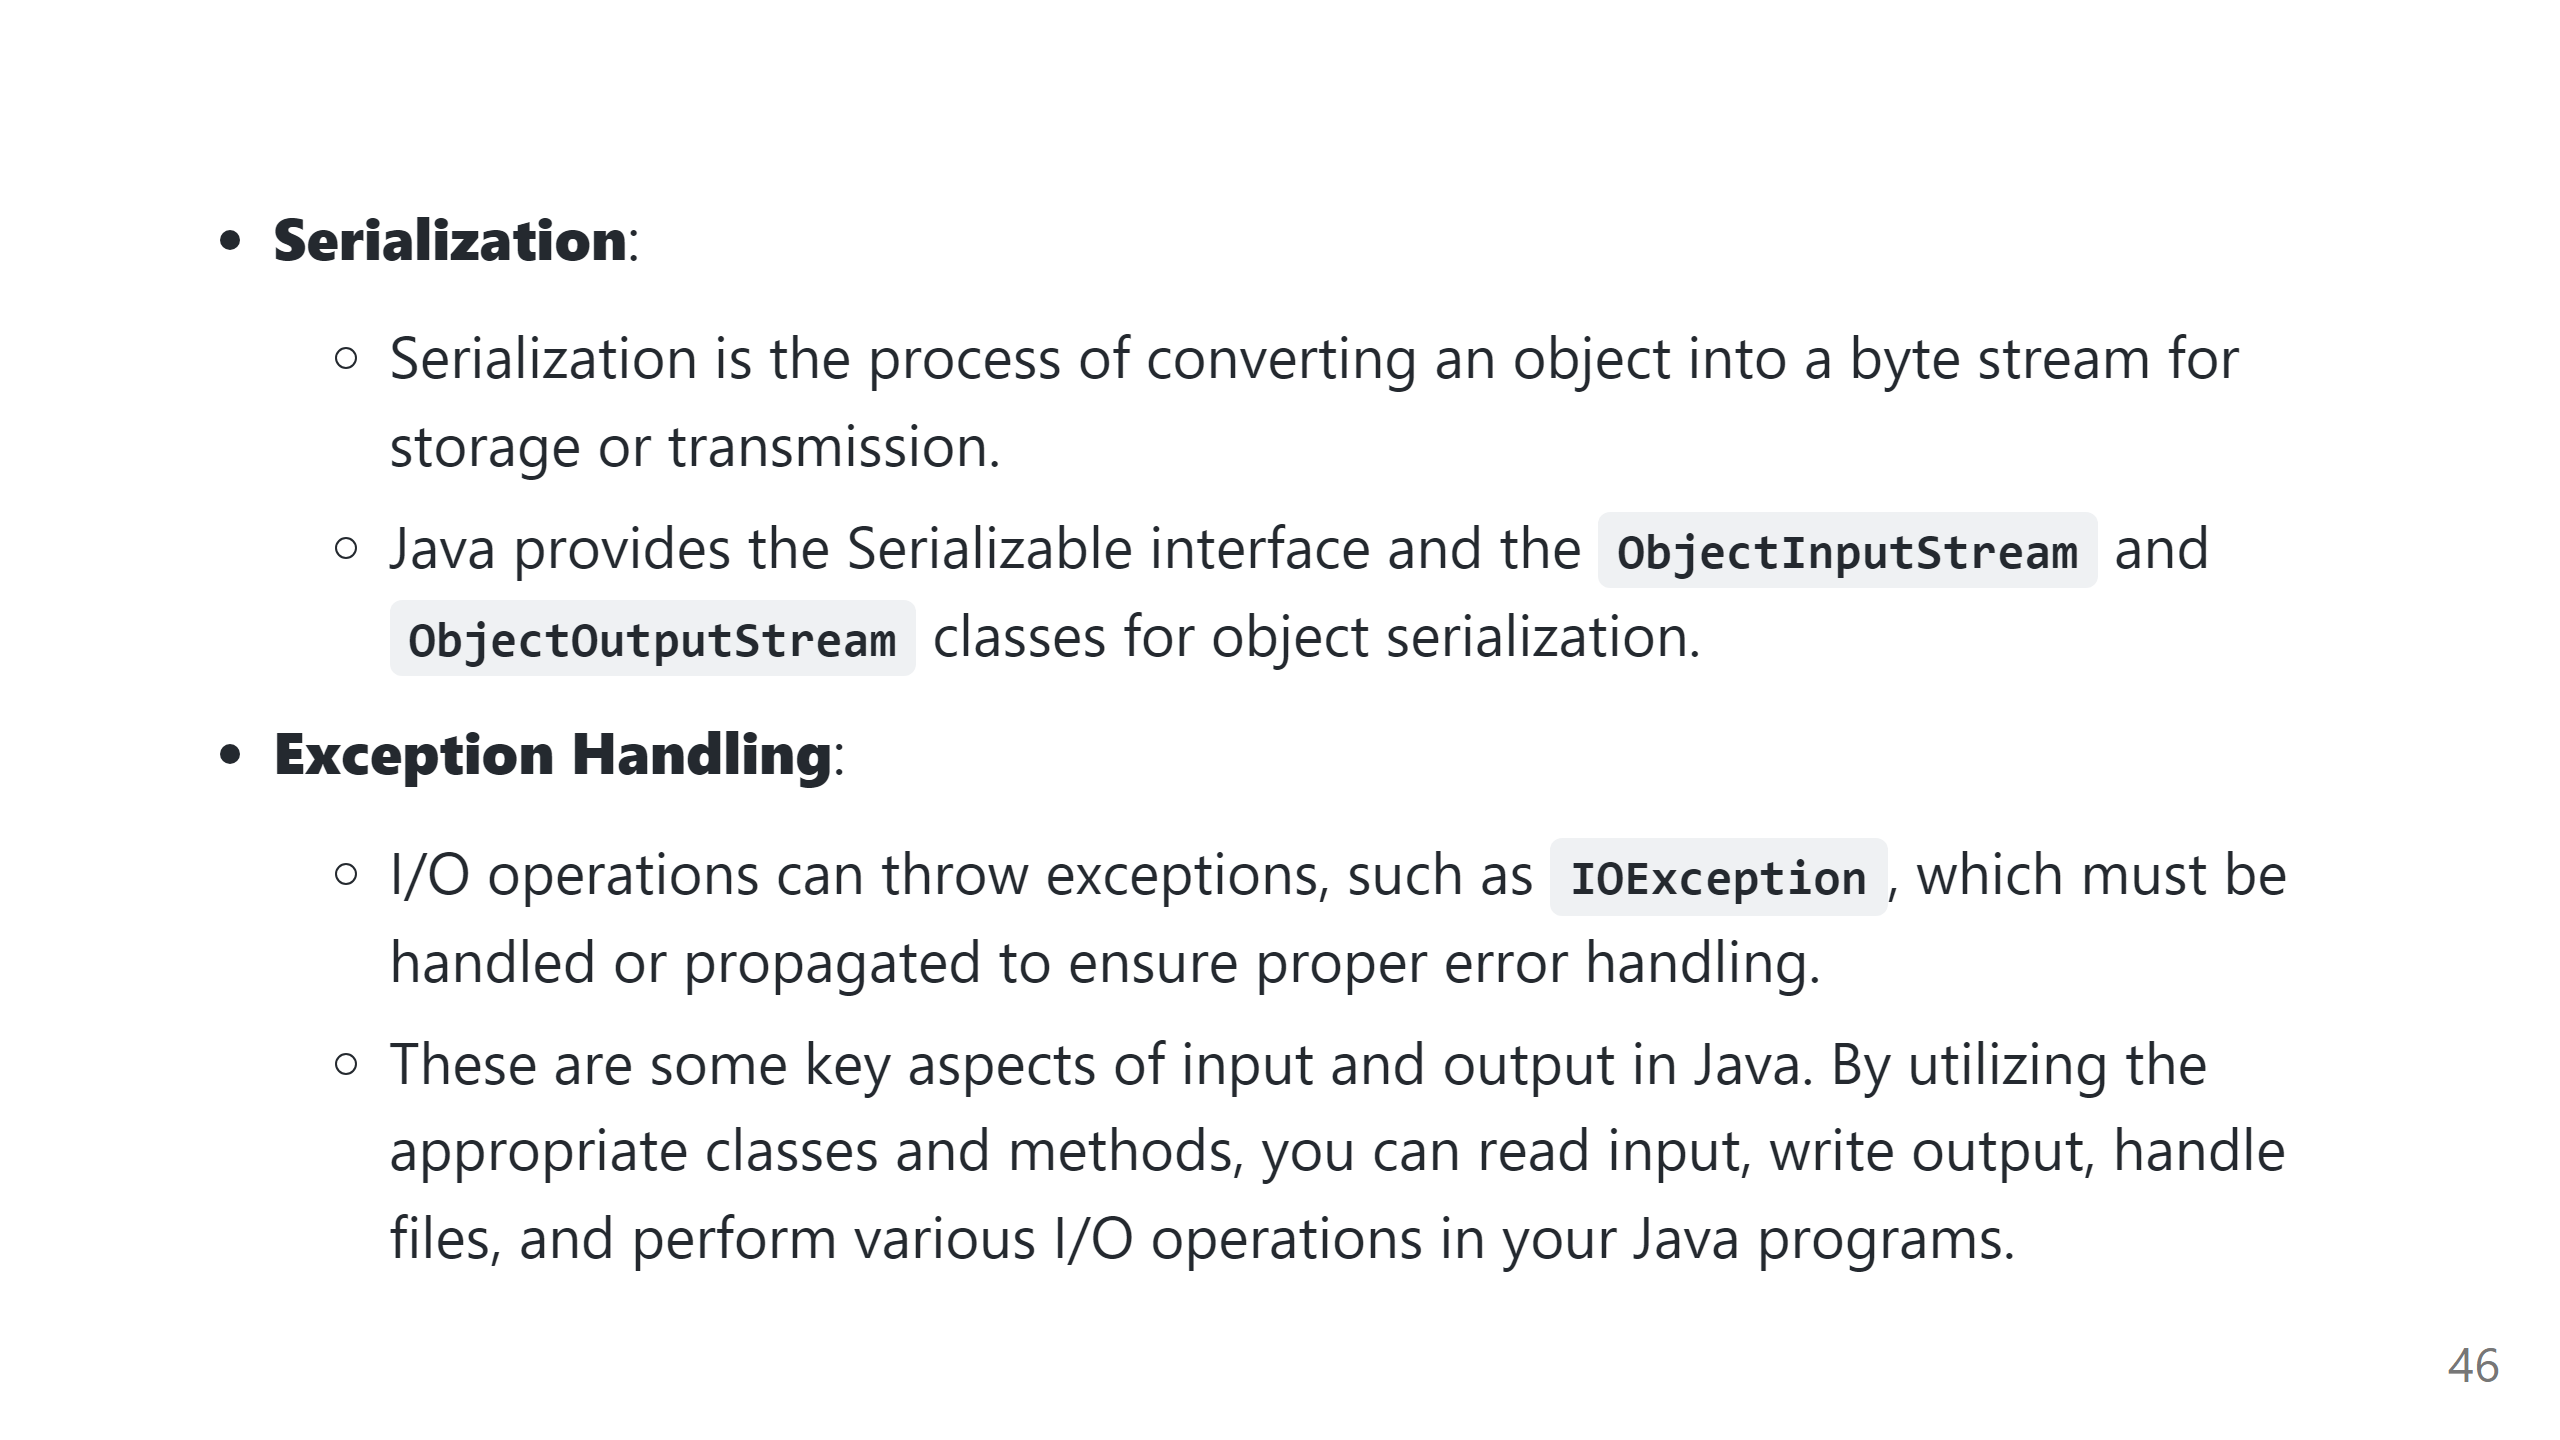 • Serialization:
○ Serialization is the process of converting an object into a byte stream for
storage or transmission.
○ Java provides the Serializable interface and the ObjectInputStream and
ObjectOutputStream classes for object serialization.
• Exception Handling:
○ I/O operations can throw exceptions, such as IOException, which must be
handled or propagated to ensure proper error handling.
○ These are some key aspects of input and output in Java. By utilizing the
appropriate classes and methods, you can read input, write output, handle
files, and perform various I/O operations in your Java programs.
46